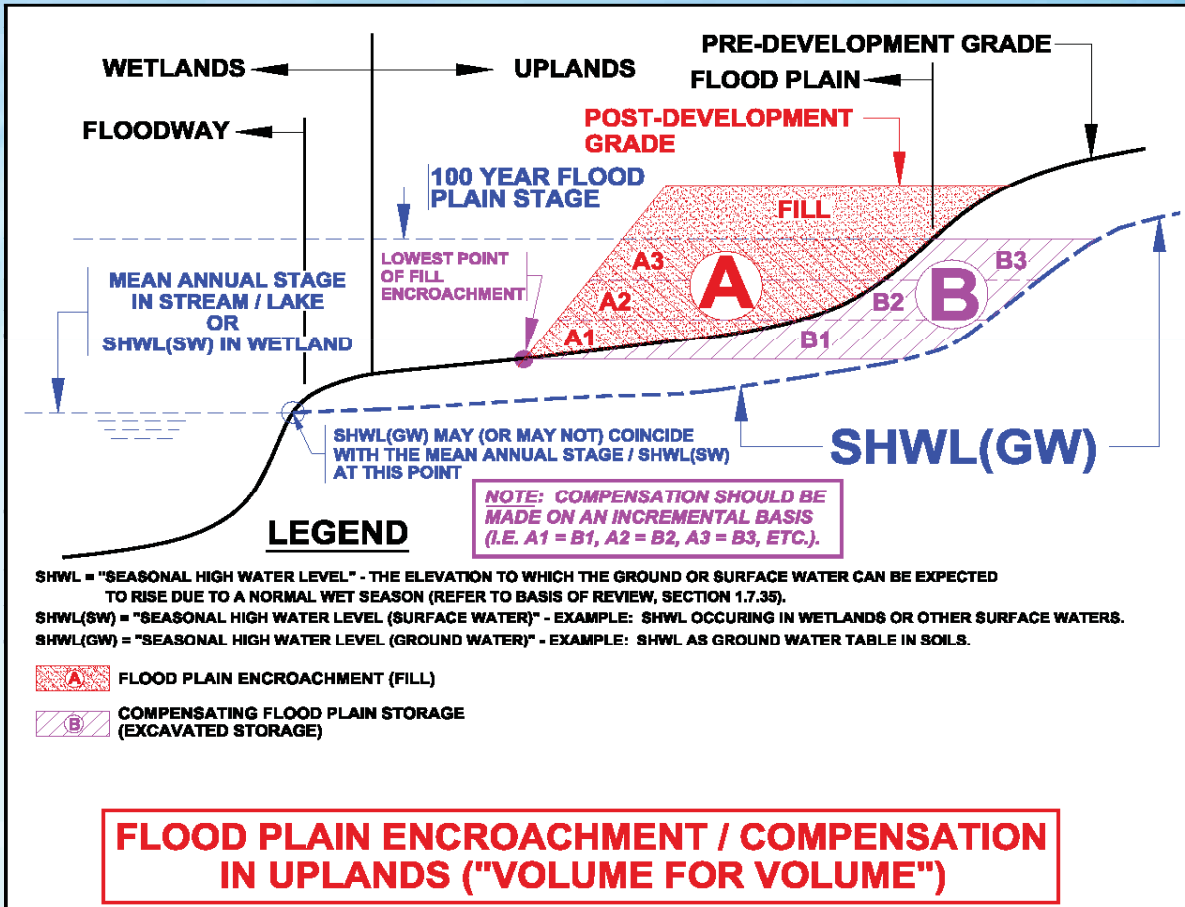 WETLANDS
UPLANDS
PRE-DEVELOPMENT GRADE
FLOOD PLAIN
FLOODWAY
POST-DEVELOPMENT
GRADE
100 YEAR FLOOD
PLAIN STAGE
FILL
LOWEST POINT
OF FILL
ENCROACHMENT
MEAN ANNUAL STAGE
IN STREAM / LAKE
OR
SHWL(SW) IN WETLAND
A3
A
A2
A1
B3
B2
B
B1
SHWL(GW) MAY (OR MAY NOT) COINCIDE
WITH THE MEAN ANNUAL STAGE / SHWL(SW)
AT THIS POINT
SHWL(GW)
NOTE: COMPENSATION SHOULD BE
MADE ON AN INCREMENTAL BASIS
(I.E. A1 = B1, A2 = B2, A3 = B3, ETC.).
LEGEND
SHWL = "SEASONAL HIGH WATER LEVEL" - THE ELEVATION TO WHICH THE GROUND OR SURFACE WATER CAN BE EXPECTED
TO RISE DUE TO A NORMAL WET SEASON (REFER TO BASIS OF REVIEW, SECTION 1.7.35).
SHWL(SW) = "SEASONAL HIGH WATER LEVEL (SURFACE WATER)" - EXAMPLE: SHWL OCCURING IN WETLANDS OR OTHER SURFACE WATERS.
SHWL(GW) = "SEASONAL HIGH WATER LEVEL (GROUND WATER)" - EXAMPLE: SHWL AS GROUND WATER TABLE IN SOILS.
A FLOOD PLAIN ENCROACHMENT (FILL)
B COMPENSATING FLOOD PLAIN STORAGE
(EXCAVATED STORAGE)
FLOOD PLAIN ENCROACHMENT / COMPENSATION
IN UPLANDS ("VOLUME FOR VOLUME")